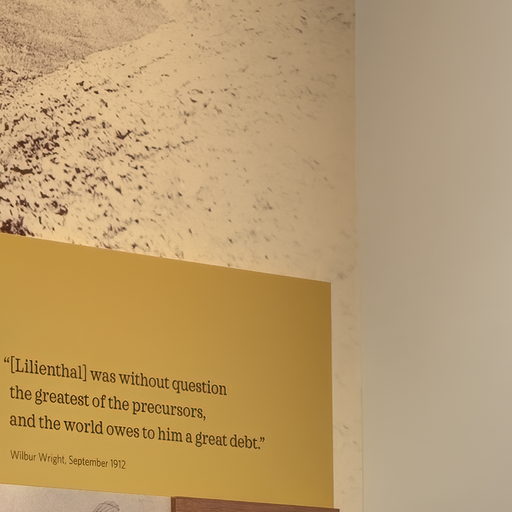 “[Lilienthal] was without question
the greatest of the precursors,
and the world owes to him a great debt.”
Wilbur Wright, September 1912